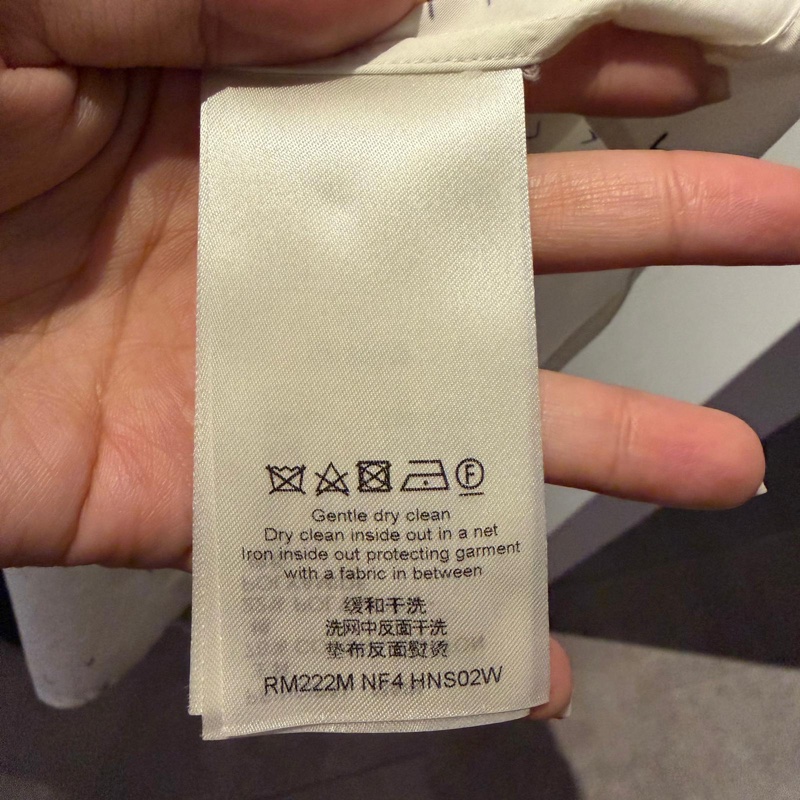 F
Gentle dry clean
Dry clean inside out in a net
Iron inside out protecting garment
with a fabric in between
缓和干洗
洗网中反面干洗
垫布反面熨烫
RM222M NF4 HNS02W